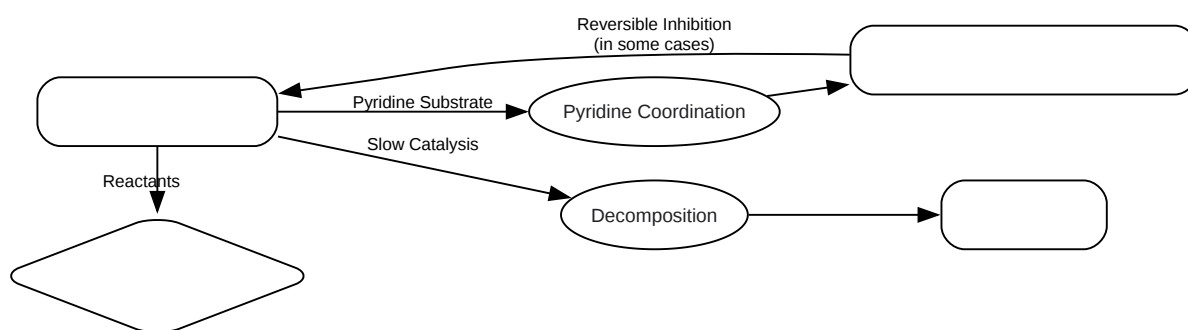 Reversible Inhibition
(in some cases)
Pyridine Substrate
Pyridine Coordination
Slow Catalysis
Reactants
Decomposition